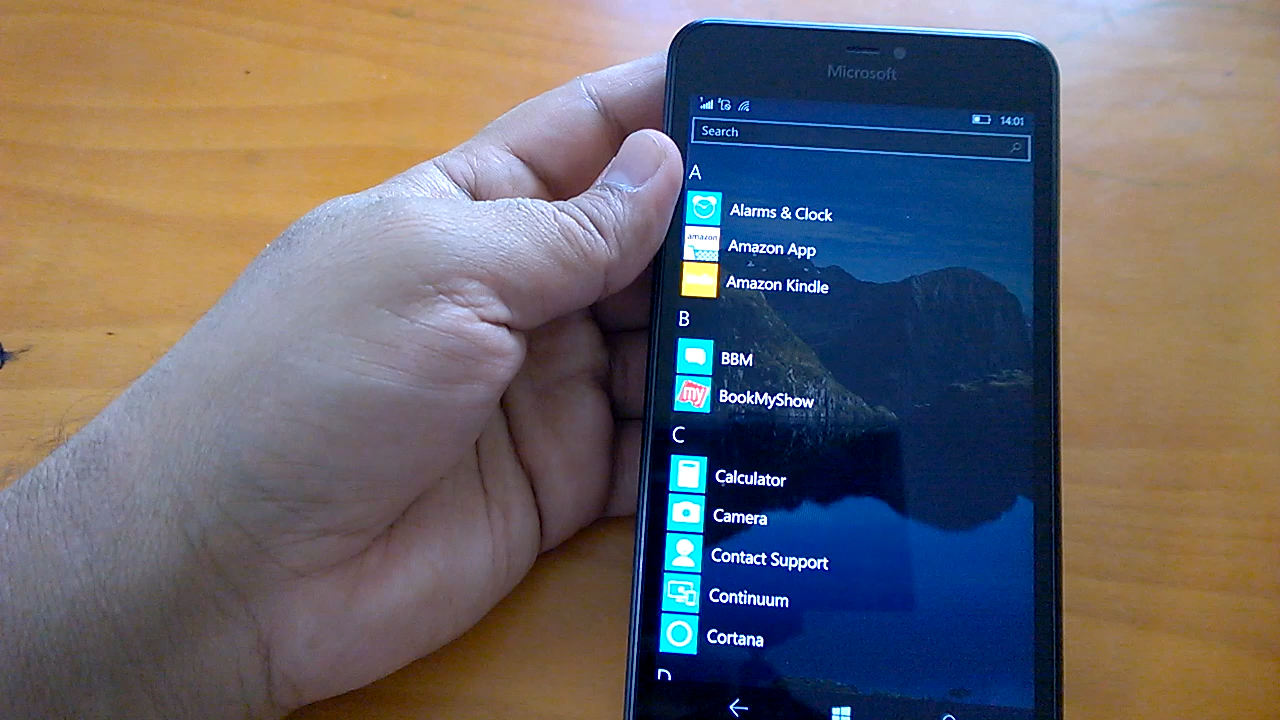 Microsoft
14:01
Search
A
Alarms & Clock
amazon
Amazon App
Amazon Kindle
B
BBM
my
BookMyShow
C
Calculator
Camera
Contact Support
Continuum
Cortana
D